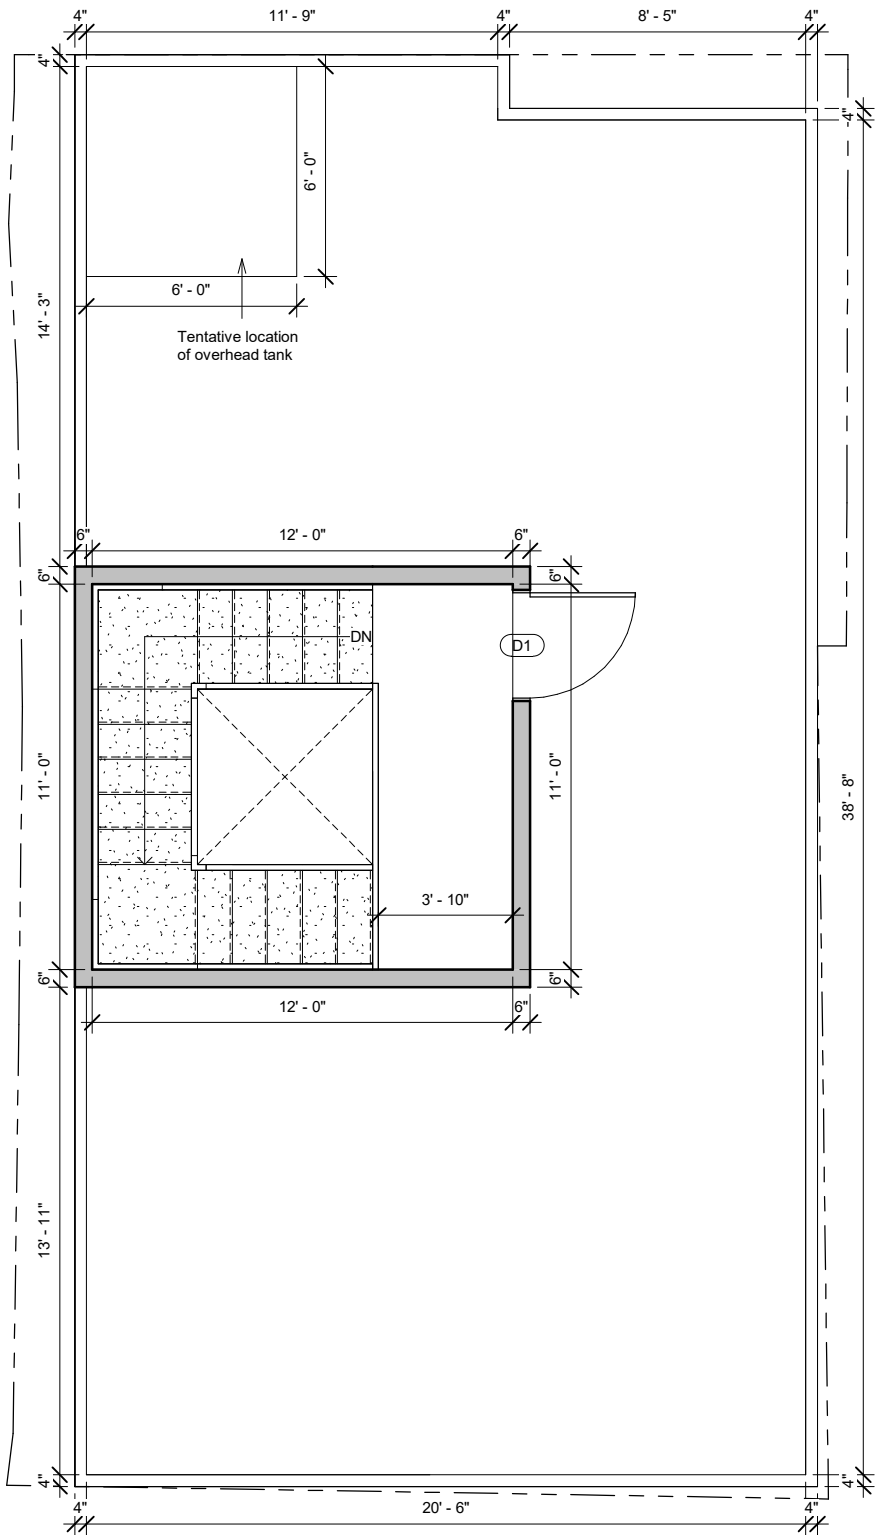 4" 11' - 9" 4" 8' - 5" 4"
4"
4"
6' - 0"
6' - 0"
14' - 3"
Tentative location
of overhead tank
6" 12' - 0" 6"
6" 6"
DN
D1
11' - 0" 11' - 0"
38' - 8"
3' - 10"
6" 6"
12' - 0" 6"
13' - 11"
4" 4"
4" 20' - 6" 4"